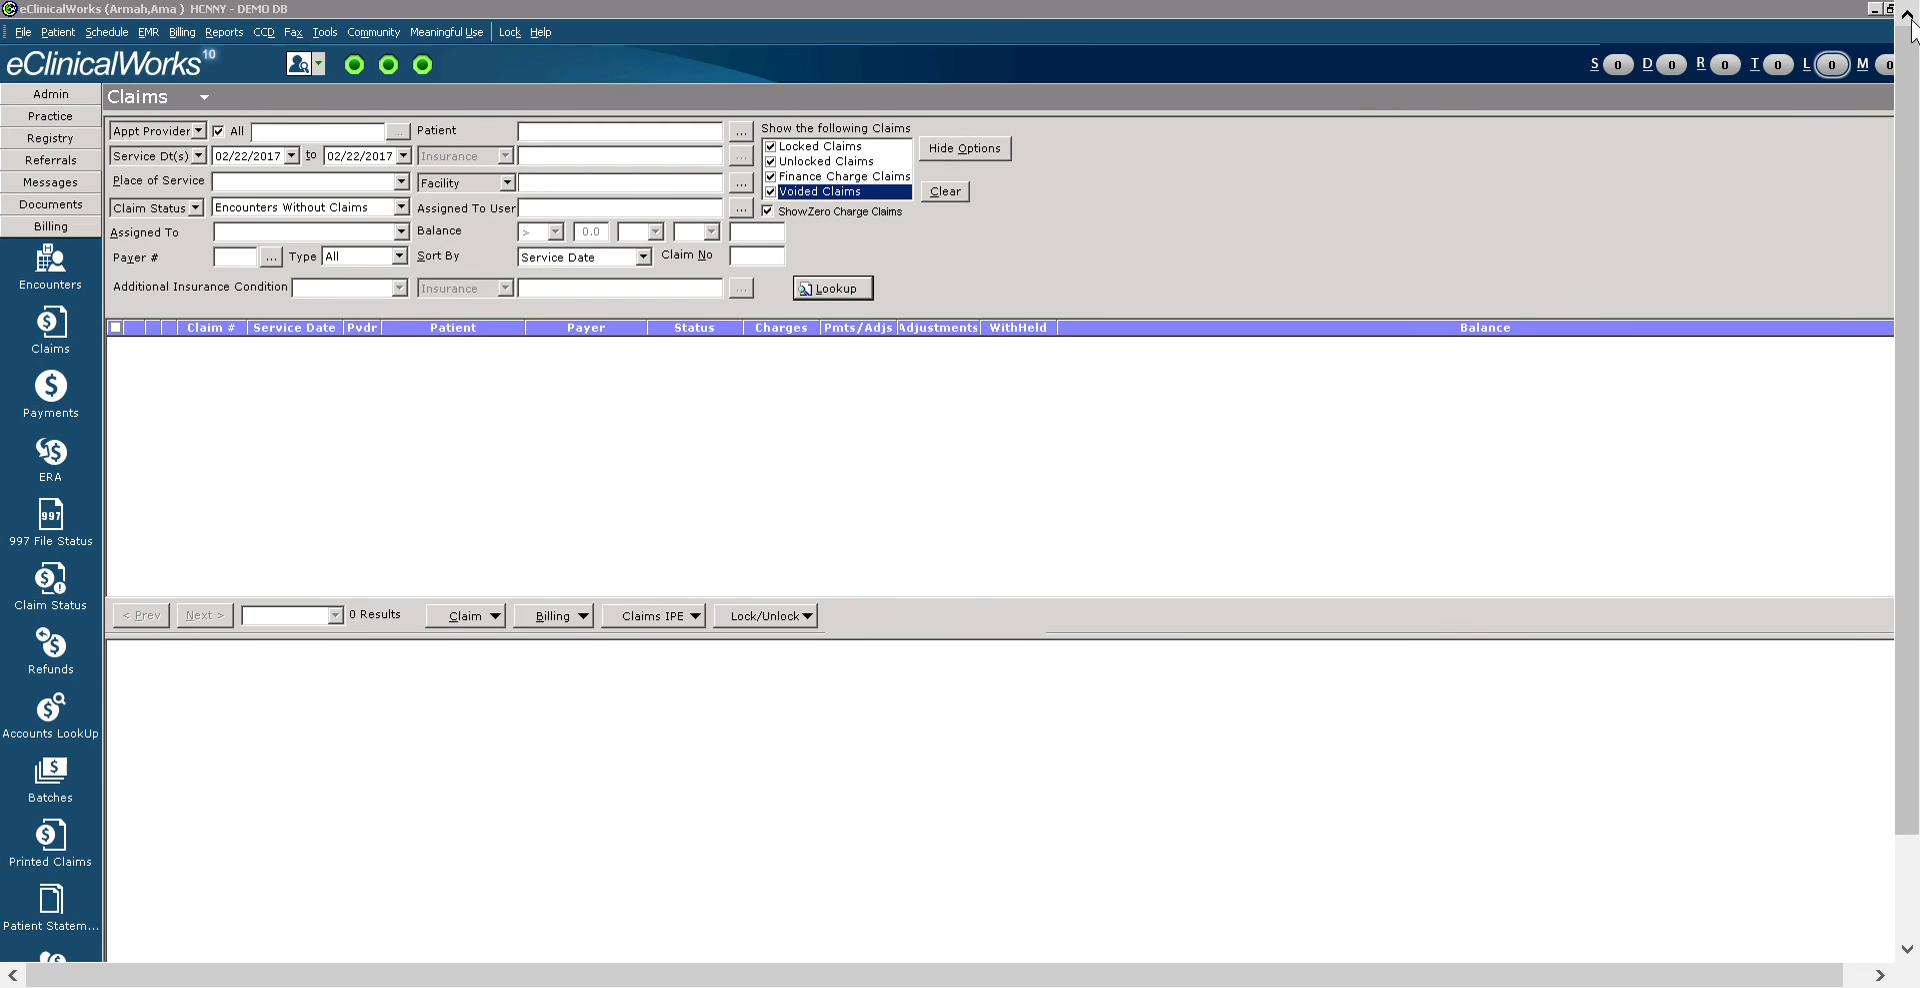 eClinicalWorks (Armah,Ama ) HCNNY - DEMO DB
File Patient Schedule EMR Billing Reports CCD Fax Tools Community Meaningful Use Lock Help
eClinicalWorks 10
S 0 D 0 R 0 T 0 L 0 M 0
Admin
Practice
Registry
Referrals
Messages
Documents
Billing
Encounters
Claims
Payments
ERA
997
997 File Status
Claim Status
Refunds
Accounts LookUp
Batches
Printed Claims
Patient Statem...
Claims
Appt Provider All ... Patient ... Show the following Claims
Locked Claims
Unlocked Claims
Finance Charge Claims
Voided Claims
ShowZero Charge Claims
Hide Options
Clear
Service Dt(s) 02/22/2017 to 02/22/2017 Insurance ...
Place of Service Facility ...
Claim Status Encounters Without Claims Assigned To User ...
Assigned To Balance > 0.0
Payer # ... Type All Sort By Service Date Claim No
Additional Insurance Condition Insurance ... Lookup
Claim # Service Date Pvdr Patient Payer Status Charges Pmts/Adjs Adjustments WithHeld Balance
< Prev Next > 0 Results Claim Billing Claims IPE Lock/Unlock